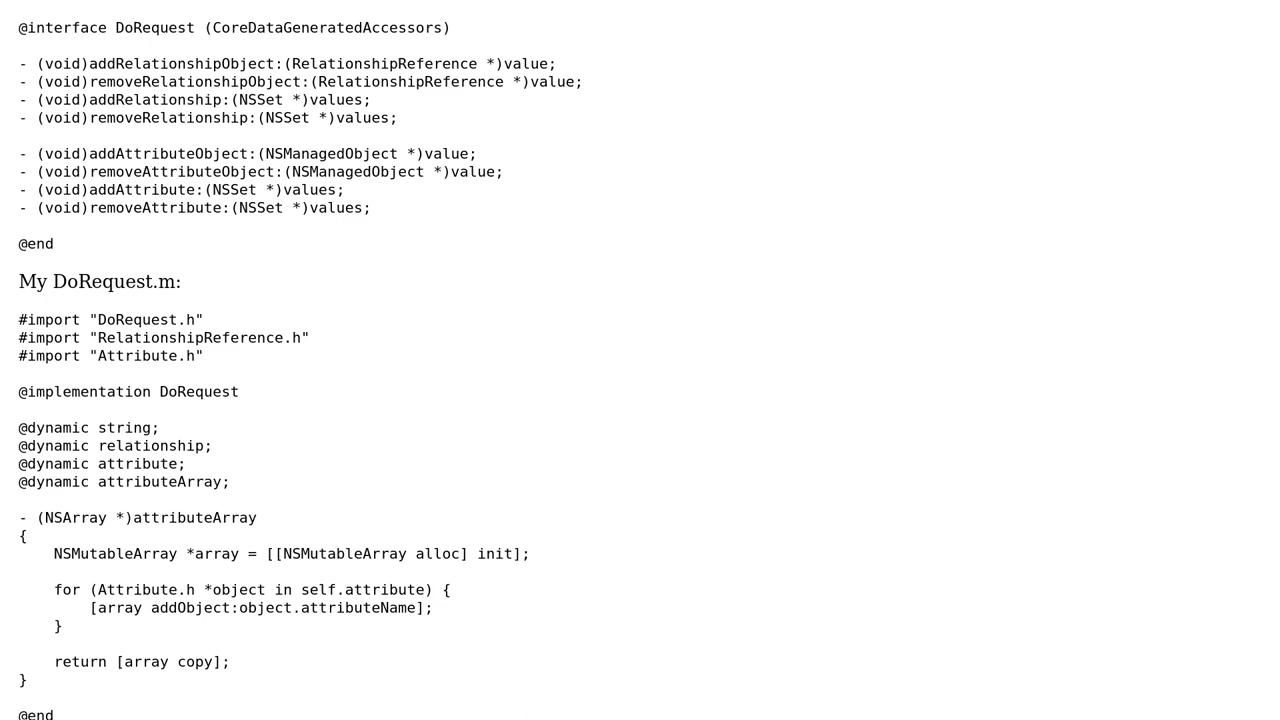 @interface DoRequest (CoreDataGeneratedAccessors)
- (void)addRelationshipObject:(RelationshipReference *)value;
- (void)removeRelationshipObject:(RelationshipReference *)value;
- (void)addRelationship:(NSSet *)values;
- (void)removeRelationship:(NSSet *)values;
- (void)addAttributeObject:(NSManagedObject *)value;
- (void)removeAttributeObject:(NSManagedObject *)value;
- (void)addAttribute:(NSSet *)values;
- (void)removeAttribute:(NSSet *)values;
@end
My DoRequest.m:
#import "DoRequest.h"
#import "RelationshipReference.h"
#import "Attribute.h"
@implementation DoRequest
@dynamic string;
@dynamic relationship;
@dynamic attribute;
@dynamic attributeArray;
- (NSArray *)attributeArray
{
    NSMutableArray *array = [[NSMutableArray alloc] init];
    for (Attribute.h *object in self.attribute) {
        [array addObject:object.attributeName];
    }
    return [array copy];
}
@end